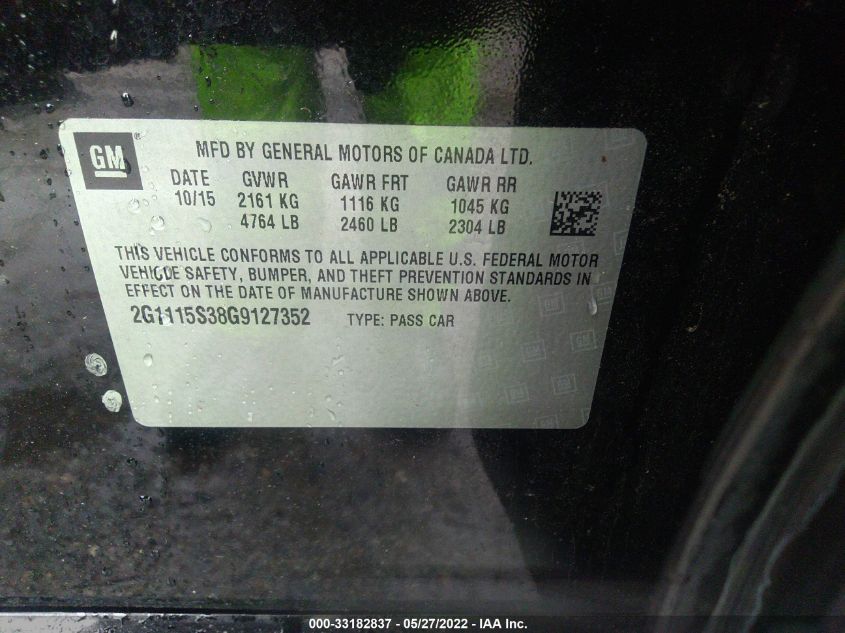 GM
MFD BY GENERAL MOTORS OF CANADA LTD.
DATE GVWR GAWR FRT GAWR RR
10/15 2161 KG 1116 KG 1045 KG
4764 LB 2460 LB 2304 LB
THIS VEHICLE CONFORMS TO ALL APPLICABLE U.S. FEDERAL MOTOR
VEHICLE SAFETY, BUMPER, AND THEFT PREVENTION STANDARDS IN
EFFECT ON THE DATE OF MANUFACTURE SHOWN ABOVE.
2G1115S38G9127352 TYPE: PASS CAR
000-33182837 - 05/27/2022 - IAA Inc.